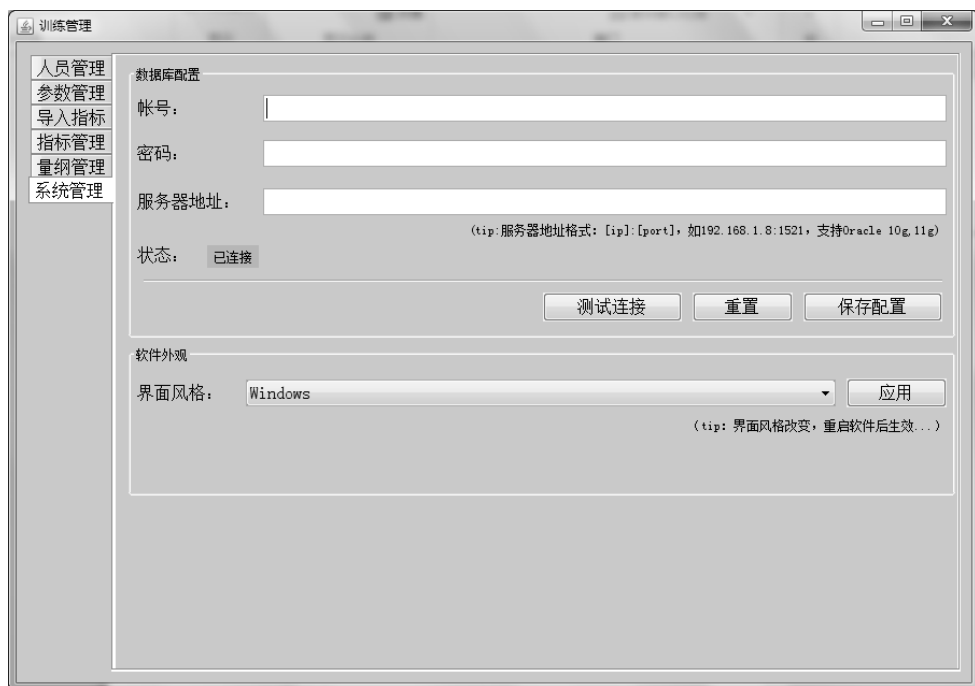 训练管理
人员管理
参数管理
导入指标
指标管理
量纲管理
系统管理
数据库配置
帐号：
密码：
服务器地址：
(tip:服务器地址格式：[ip]:[port]，如192.168.1.8:1521，支持Oracle 10g,11g)
状态： 已连接
测试连接 重置 保存配置
软件外观
界面风格： Windows 应用
(tip：界面风格改变，重启软件后生效...)